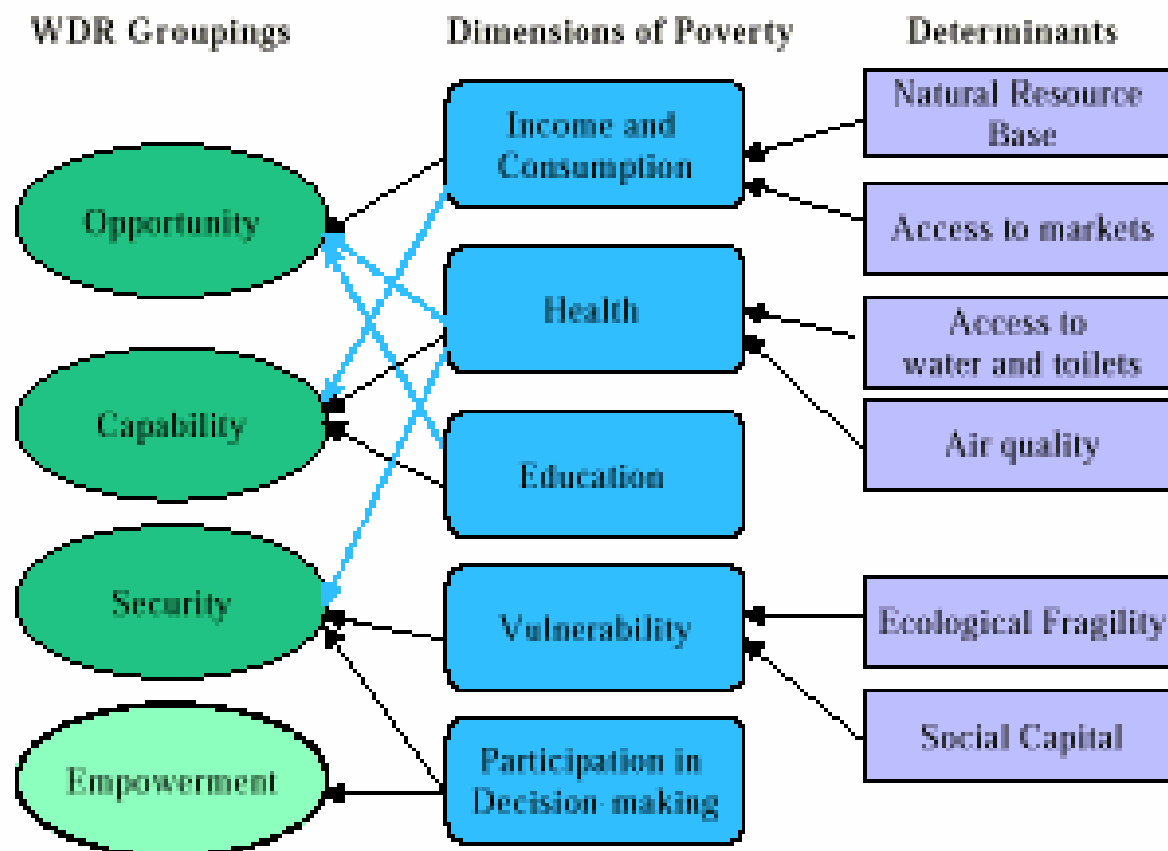 WDR Groupings
Dimensions of Poverty
Determinants
Opportunity
Capability
Security
Empowerment
Income and
Consumption
Health
Education
Vulnerability
Participation in
Decision-making
Natural Resource
Base
Access to markets
Access to
water and toilets
Air quality
Ecological Fragility
Social Capital